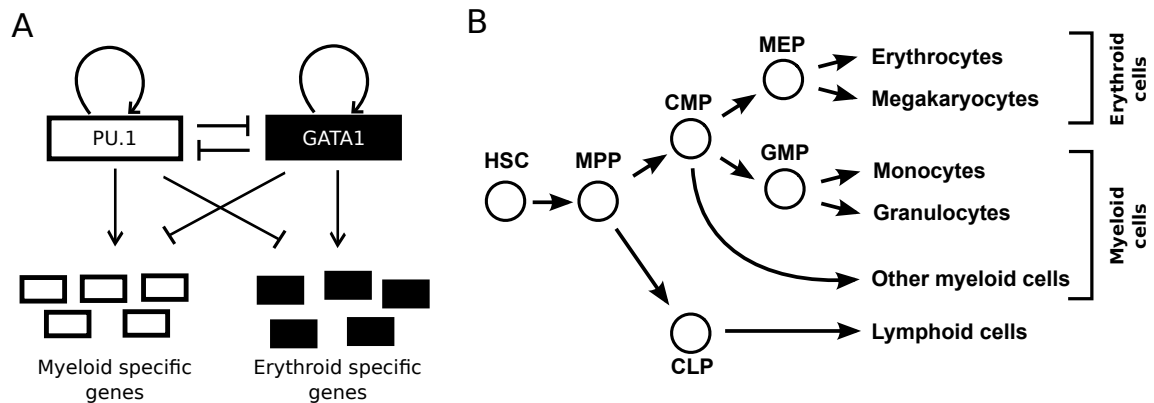 A
PU.1
GATA1
Myeloid specific
genes
Erythroid specific
genes
B
HSC
MPP
CMP
MEP
GMP
CLP
Erythrocytes
Megakaryocytes
Monocytes
Granulocytes
Other myeloid cells
Lymphoid cells
Erythroid
cells
Myeloid
cells